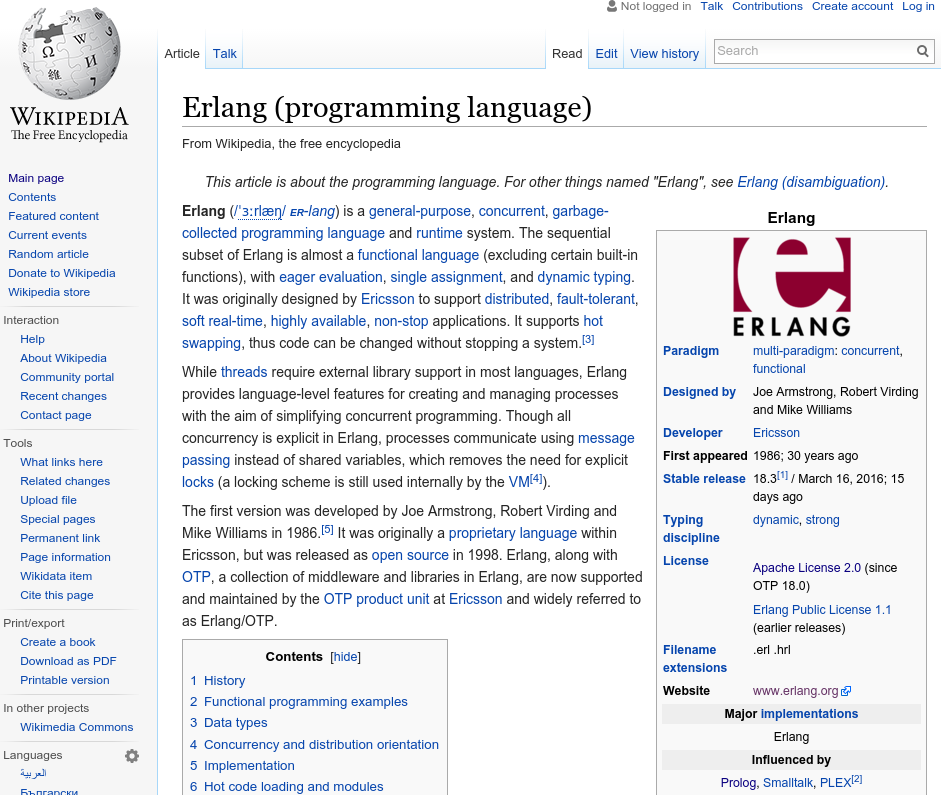 Not logged in Talk Contributions Create account Log in
Article Talk Read Edit View history Search
WIKIPEDIA
The Free Encyclopedia
Main page
Contents
Featured content
Current events
Random article
Donate to Wikipedia
Wikipedia store
Interaction
Help
About Wikipedia
Community portal
Recent changes
Contact page
Tools
What links here
Related changes
Upload file
Special pages
Permanent link
Page information
Wikidata item
Cite this page
Print/export
Create a book
Download as PDF
Printable version
In other projects
Wikimedia Commons
Languages
العربية
Български
Erlang (programming language)
From Wikipedia, the free encyclopedia
This article is about the programming language. For other things named "Erlang", see Erlang (disambiguation).
Erlang (/ˈɜːrlæŋ/ ER-lang) is a general-purpose, concurrent, garbage-
collected programming language and runtime system. The sequential
subset of Erlang is almost a functional language (excluding certain built-in
functions), with eager evaluation, single assignment, and dynamic typing.
It was originally designed by Ericsson to support distributed, fault-tolerant,
soft real-time, highly available, non-stop applications. It supports hot
swapping, thus code can be changed without stopping a system.[3]
While threads require external library support in most languages, Erlang
provides language-level features for creating and managing processes
with the aim of simplifying concurrent programming. Though all
concurrency is explicit in Erlang, processes communicate using message
passing instead of shared variables, which removes the need for explicit
locks (a locking scheme is still used internally by the VM[4]).
The first version was developed by Joe Armstrong, Robert Virding and
Mike Williams in 1986.[5] It was originally a proprietary language within
Ericsson, but was released as open source in 1998. Erlang, along with
OTP, a collection of middleware and libraries in Erlang, are now supported
and maintained by the OTP product unit at Ericsson and widely referred to
as Erlang/OTP.
Contents [hide]
1 History
2 Functional programming examples
3 Data types
4 Concurrency and distribution orientation
5 Implementation
6 Hot code loading and modules
Erlang
ERLANG
Paradigm multi-paradigm: concurrent,
functional
Designed by Joe Armstrong, Robert Virding
and Mike Williams
Developer Ericsson
First appeared 1986; 30 years ago
Stable release 18.3[1] / March 16, 2016; 15
days ago
Typing dynamic, strong
discipline
License Apache License 2.0 (since
OTP 18.0)
Erlang Public License 1.1
(earlier releases)
Filename .erl .hrl
extensions
Website www.erlang.org
Major implementations
Erlang
Influenced by
Prolog, Smalltalk, PLEX[2]